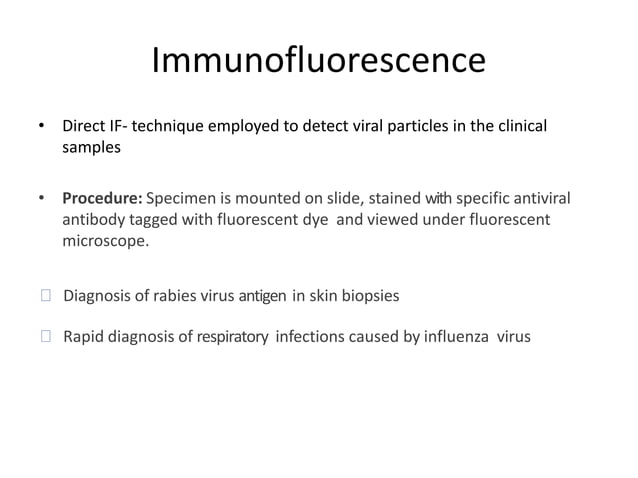 Immunofluorescence
• Direct IF- technique employed to detect viral particles in the clinical
samples
• Procedure: Specimen is mounted on slide, stained with specific antiviral
antibody tagged with fluorescent dye and viewed under fluorescent
microscope.
Diagnosis of rabies virus antigen in skin biopsies
Rapid diagnosis of respiratory infections caused by influenza virus